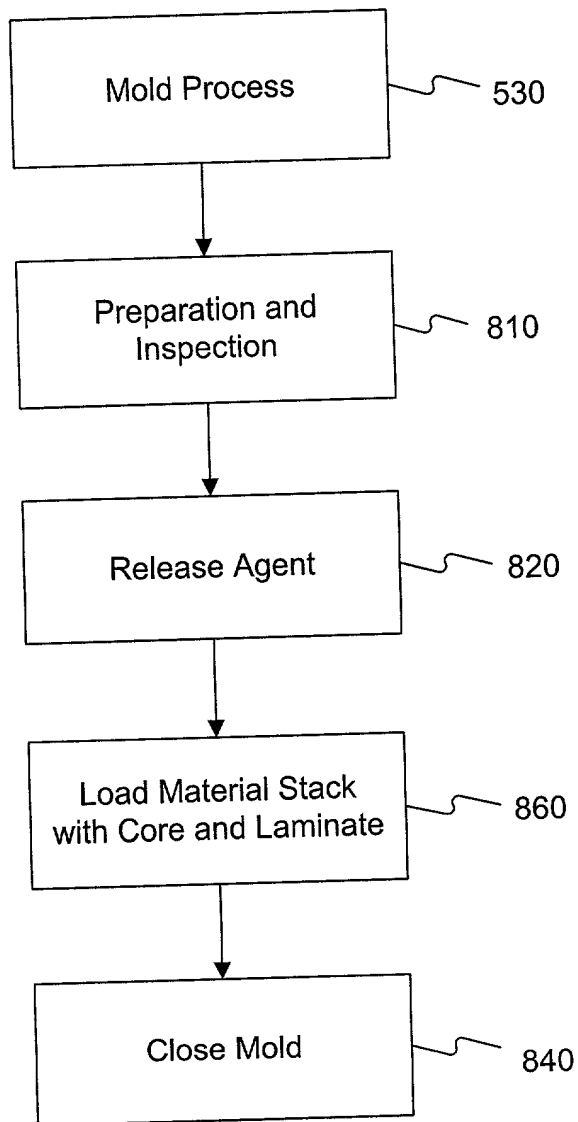 Mold Process
530
Preparation and
Inspection
810
Release Agent
820
Load Material Stack
with Core and Laminate
860
Close Mold
840